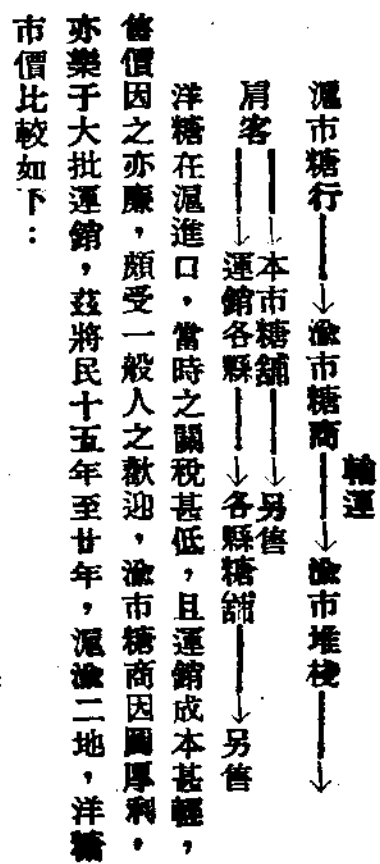 輸運
滬市糖行——→渝市糖商——→渝市堆棧——→
肩客——→本市糖舖——→另售
——→運銷各縣——→各縣糖舖——→另售
洋糖在滬進口，當時之關稅甚低，且運銷成本甚輕，
售價因之亦廉，頗受一般人之歡迎，渝市糖商因圖厚利，
亦樂于大批運銷，茲將民十五年至廿年，滬渝二地，洋糖
市價比較如下：